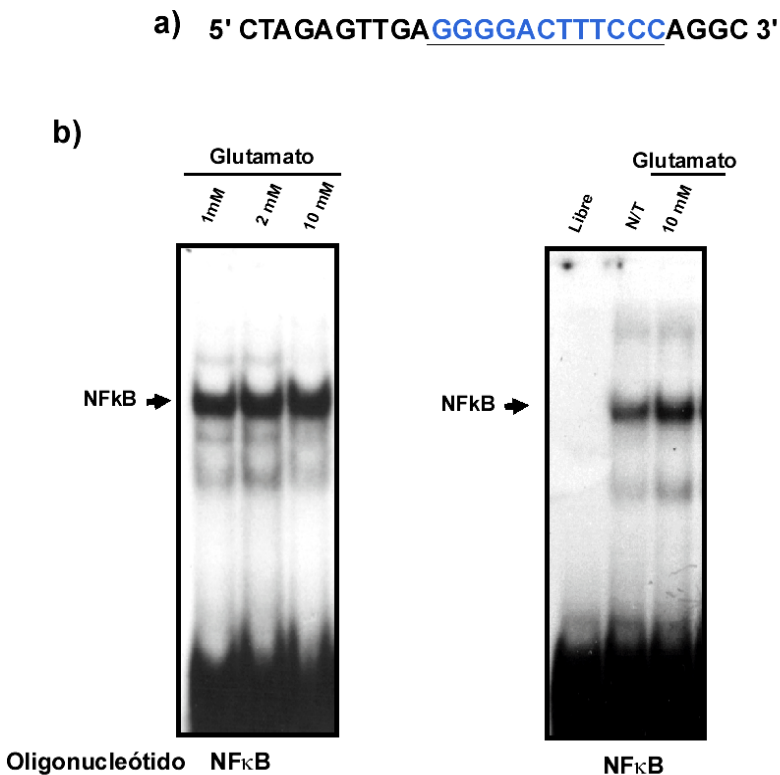 a) 5' CTAGAGTTGAGGGGACTTTCCCAGGC 3'
b)
Glutamato
1mM 2 mM 10 mM
NFkB
Glutamato
Libre N/T 10 mM
NFkB
Oligonucleótido NFκB
NFκB